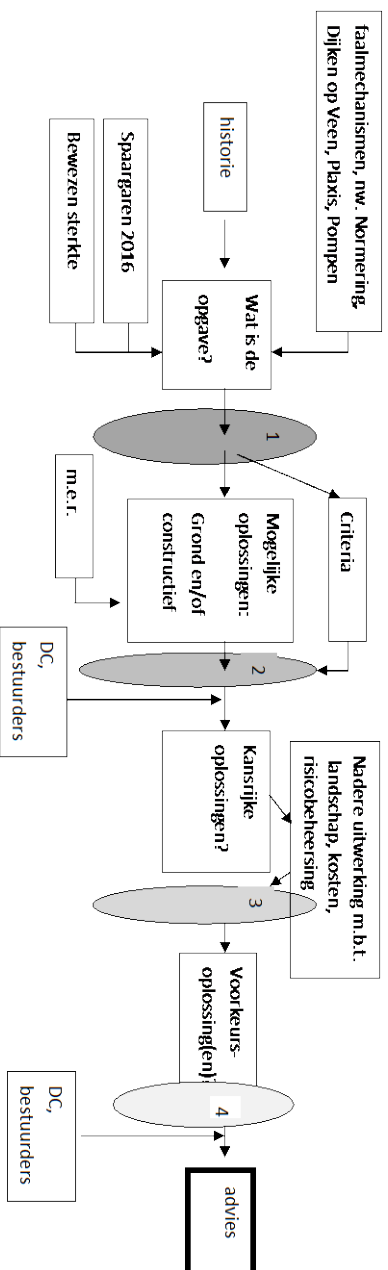 faalmechanismen, nw. Normering,
Dijken op Veen, Plaxis, Pompen
historie
Spaargaren 2016
Bewezen sterkte
Wat is de
opgave?
1
Criteria
Mogelijke
oplossingen:
Grond en/of
constructief
m.e.r.
2
DC,
bestuurders
Kansrijke
oplossingen?
Nadere uitwerking m.b.t.
landschap, kosten,
risicobeheersing
3
Voorkeurs-
oplossing(en)?
4
DC,
bestuurders
advies